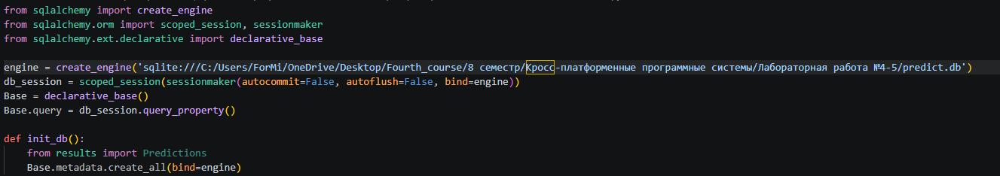 from sqlalchemy import create_engine
from sqlalchemy.orm import scoped_session, sessionmaker
from sqlalchemy.ext.declarative import declarative_base
engine = create_engine('sqlite:///C:/Users/ForMi/OneDrive/Desktop/Fourth_course/8 семестр/Кросс-платформенные программные системы/Лабораторная работа №4-5/predict.db')
db_session = scoped_session(sessionmaker(autocommit=False, autoflush=False, bind=engine))
Base = declarative_base()
Base.query = db_session.query_property()
def init_db():
    from results import Predictions
    Base.metadata.create_all(bind=engine)